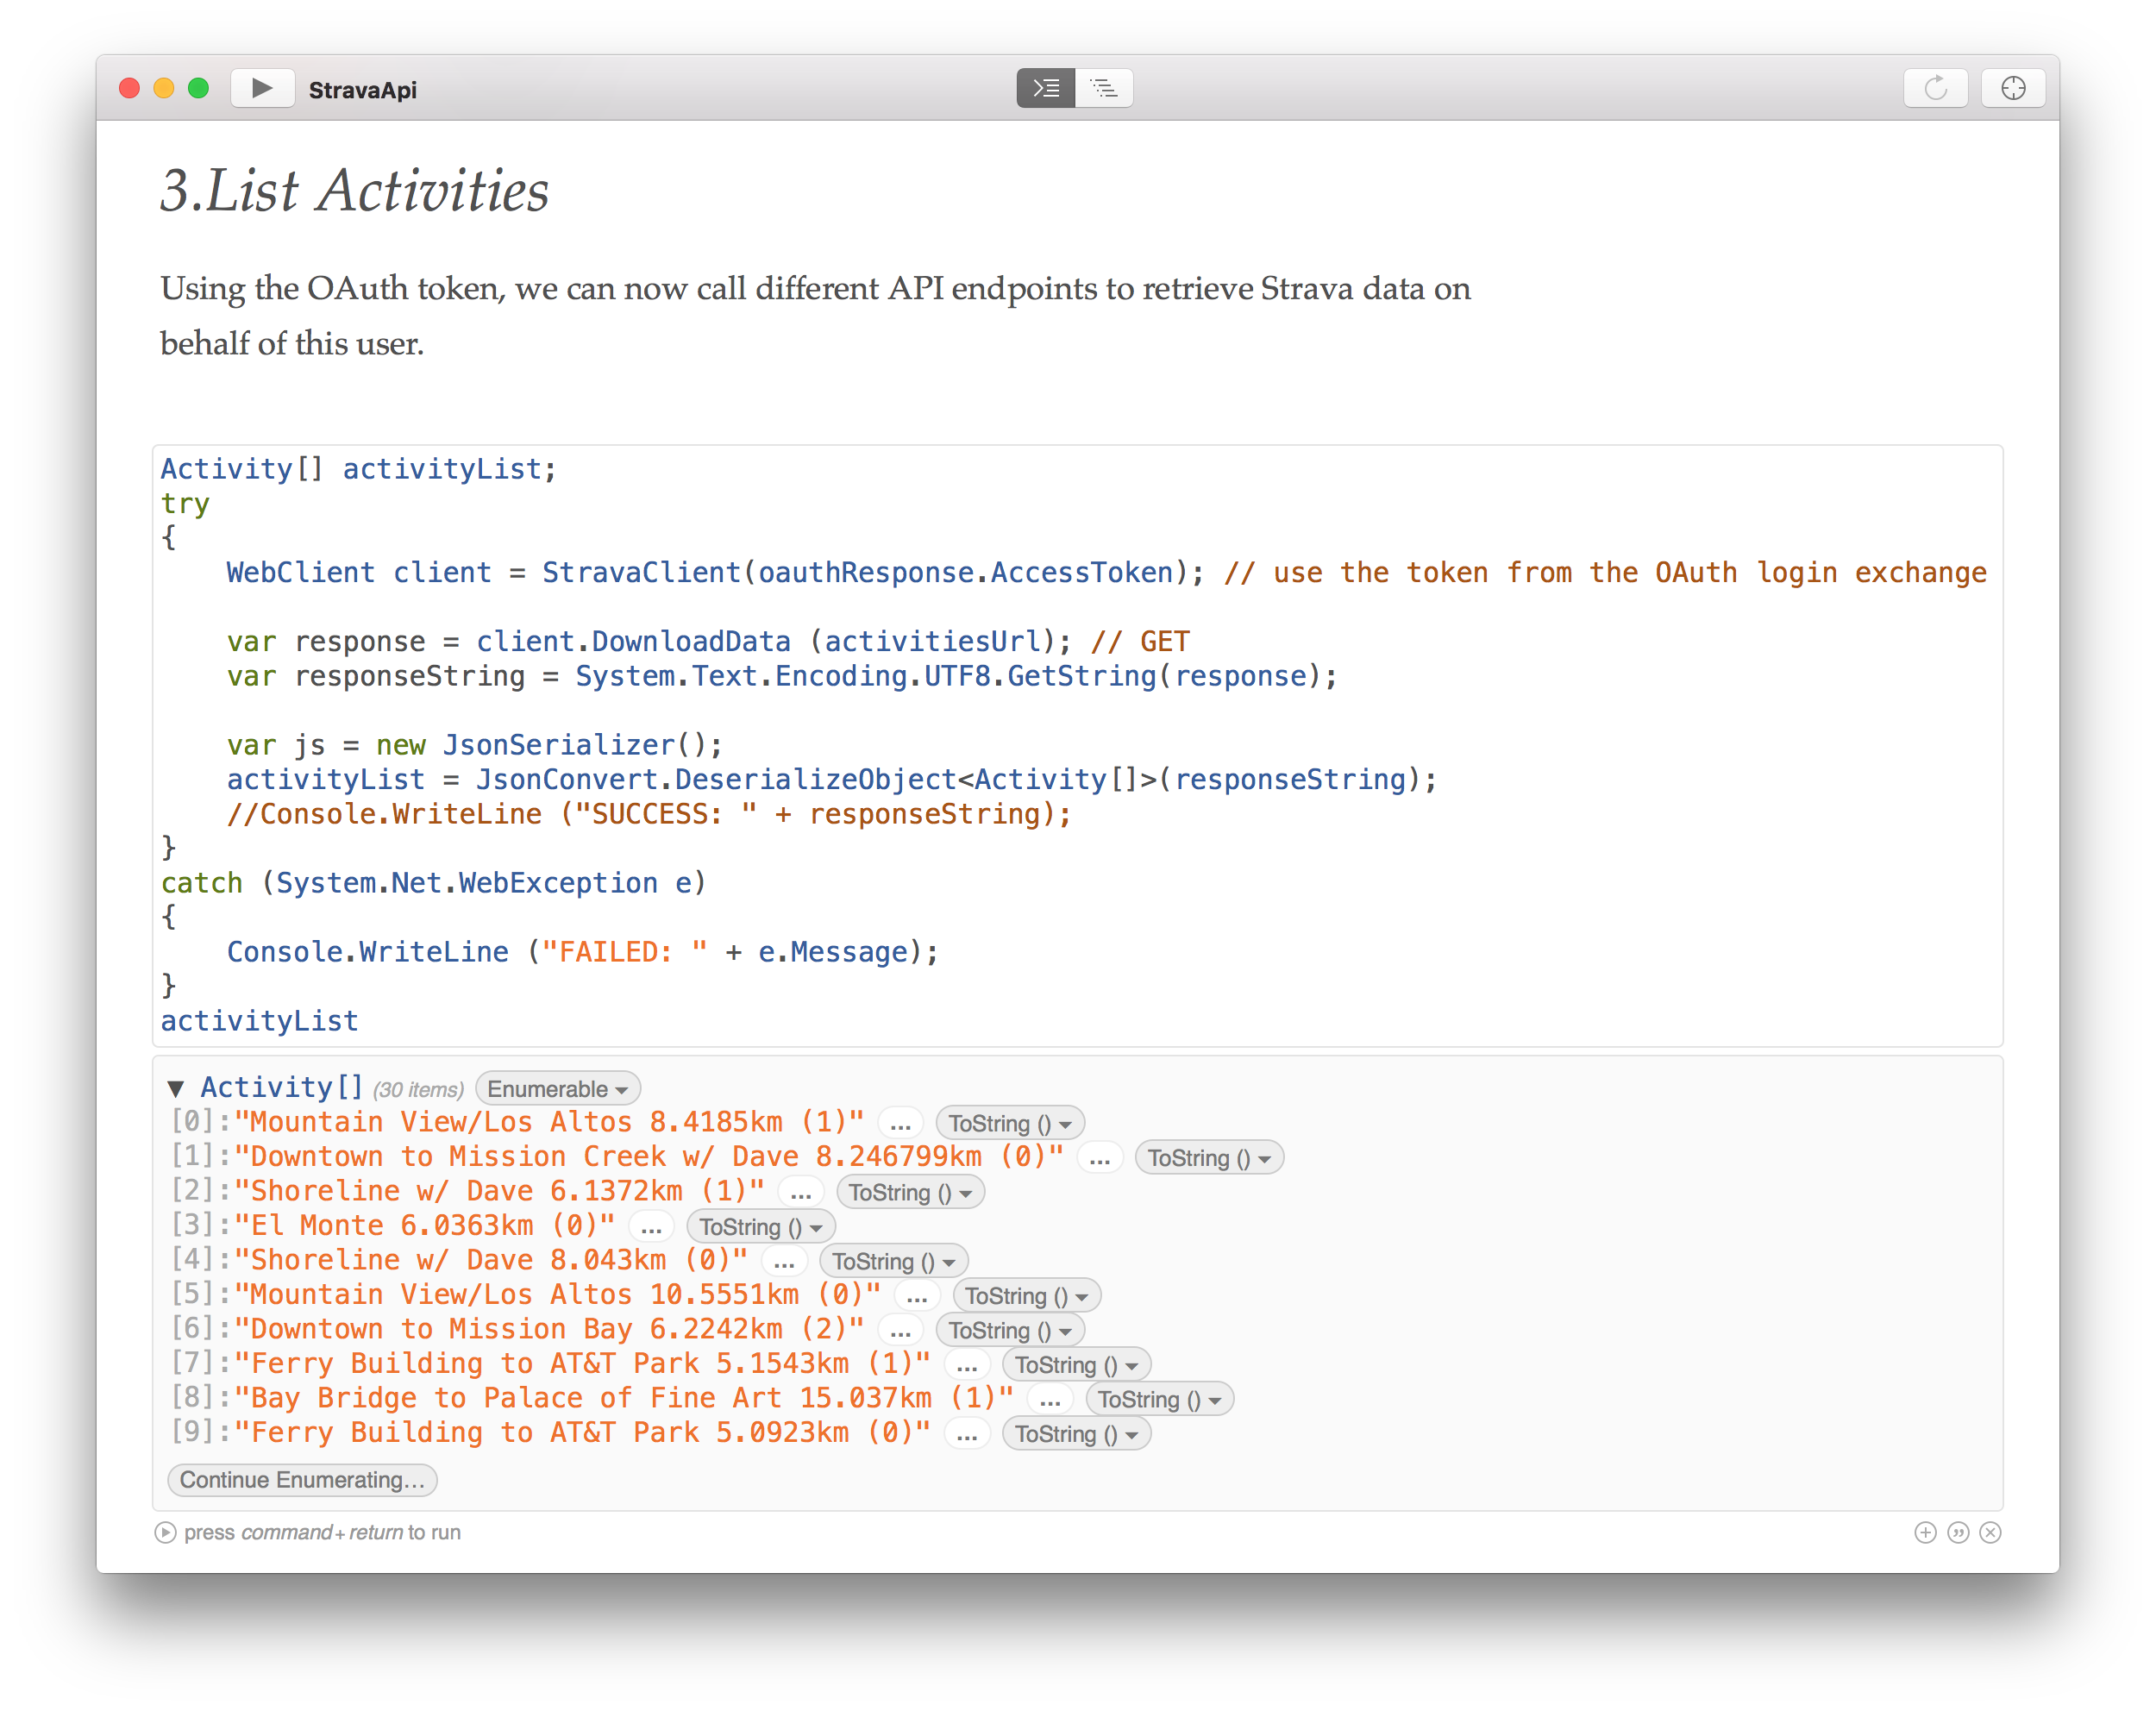 StravaApi
3.List Activities
Using the OAuth token, we can now call different API endpoints to retrieve Strava data on
behalf of this user.
Activity[] activityList;
try
{
    WebClient client = StravaClient(oauthResponse.AccessToken); // use the token from the OAuth login exchange
    var response = client.DownloadData (activitiesUrl); // GET
    var responseString = System.Text.Encoding.UTF8.GetString(response);
    var js = new JsonSerializer();
    activityList = JsonConvert.DeserializeObject<Activity[]>(responseString);
    //Console.WriteLine ("SUCCESS: " + responseString);
}
catch (System.Net.WebException e)
{
    Console.WriteLine ("FAILED: " + e.Message);
}
activityList
▼ Activity[] (30 items) Enumerable
[0]:"Mountain View/Los Altos 8.4185km (1)" ... ToString ()
[1]:"Downtown to Mission Creek w/ Dave 8.246799km (0)" ... ToString ()
[2]:"Shoreline w/ Dave 6.1372km (1)" ... ToString ()
[3]:"El Monte 6.0363km (0)" ... ToString ()
[4]:"Shoreline w/ Dave 8.043km (0)" ... ToString ()
[5]:"Mountain View/Los Altos 10.5551km (0)" ... ToString ()
[6]:"Downtown to Mission Bay 6.2242km (2)" ... ToString ()
[7]:"Ferry Building to AT&T Park 5.1543km (1)" ... ToString ()
[8]:"Bay Bridge to Palace of Fine Art 15.037km (1)" ... ToString ()
[9]:"Ferry Building to AT&T Park 5.0923km (0)" ... ToString ()
Continue Enumerating...
press command+return to run